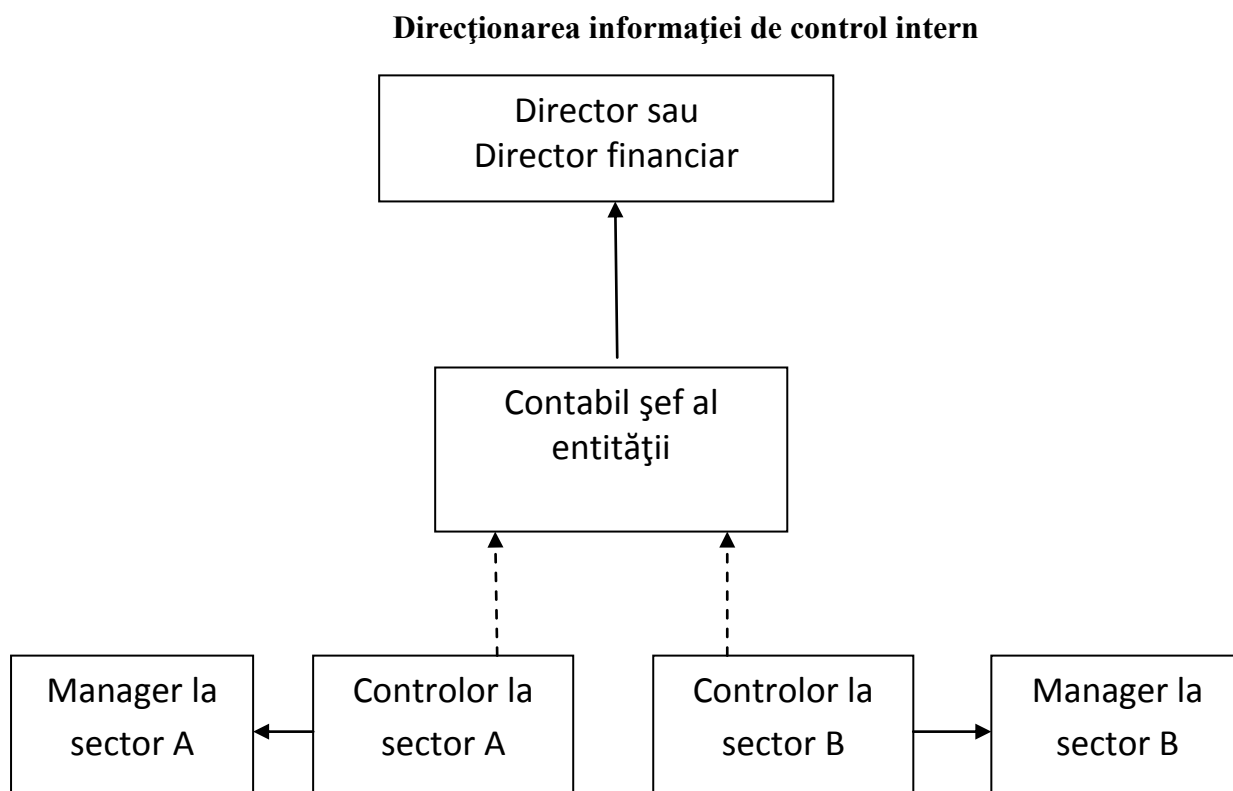 Direcţionarea informaţiei de control intern
Director sau
Director financiar
Contabil şef al
entităţii
Manager la
sector A
Controlor la
sector A
Controlor la
sector B
Manager la
sector B